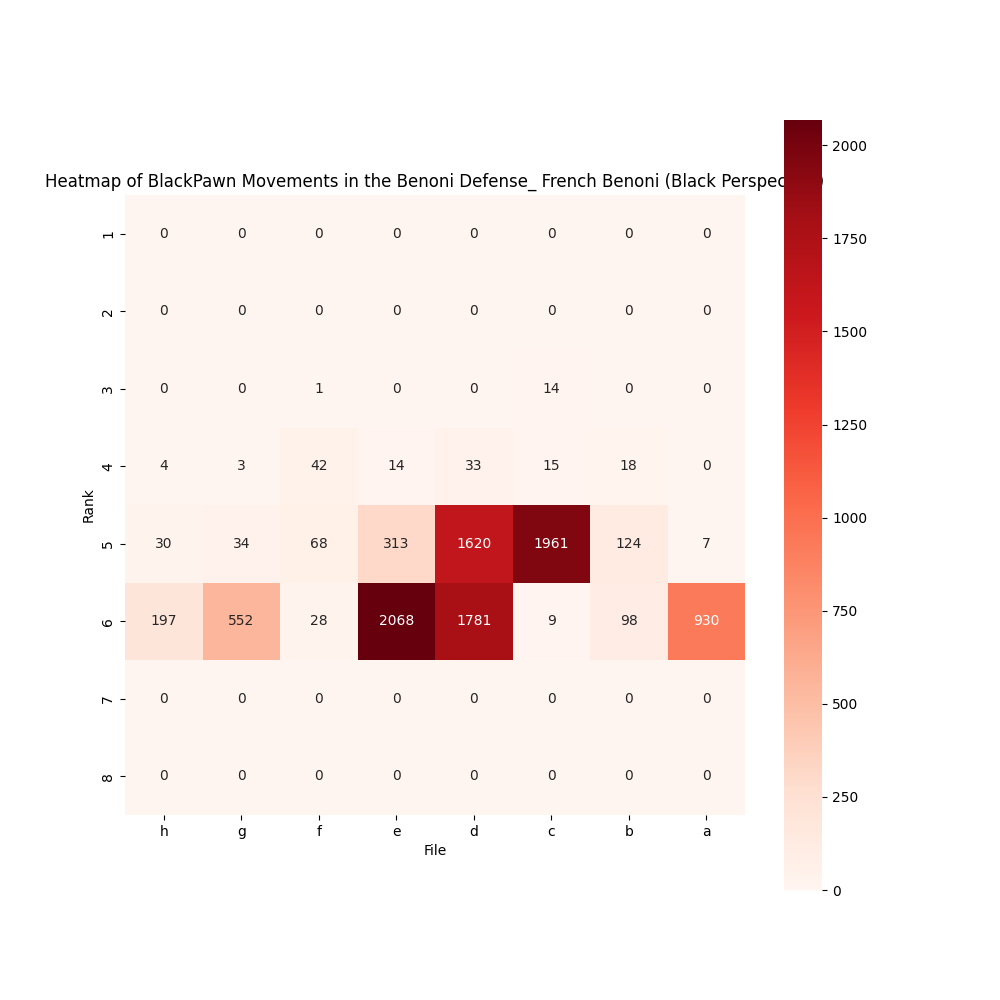 Heatmap of BlackPawn Movements in the Benoni Defense_ French Benoni (Black Perspec
2000
1750
1500
1250
1000
750
500
250
0
Rank
1 0 0 0 0 0 0 0 0
2 0 0 0 0 0 0 0 0
3 0 0 1 0 0 14 0 0
4 4 3 42 14 33 15 18 0
5 30 34 68 313 1620 1961 124 7
6 197 552 28 2068 1781 9 98 930
7 0 0 0 0 0 0 0 0
8 0 0 0 0 0 0 0 0
h g f e d c b a
File